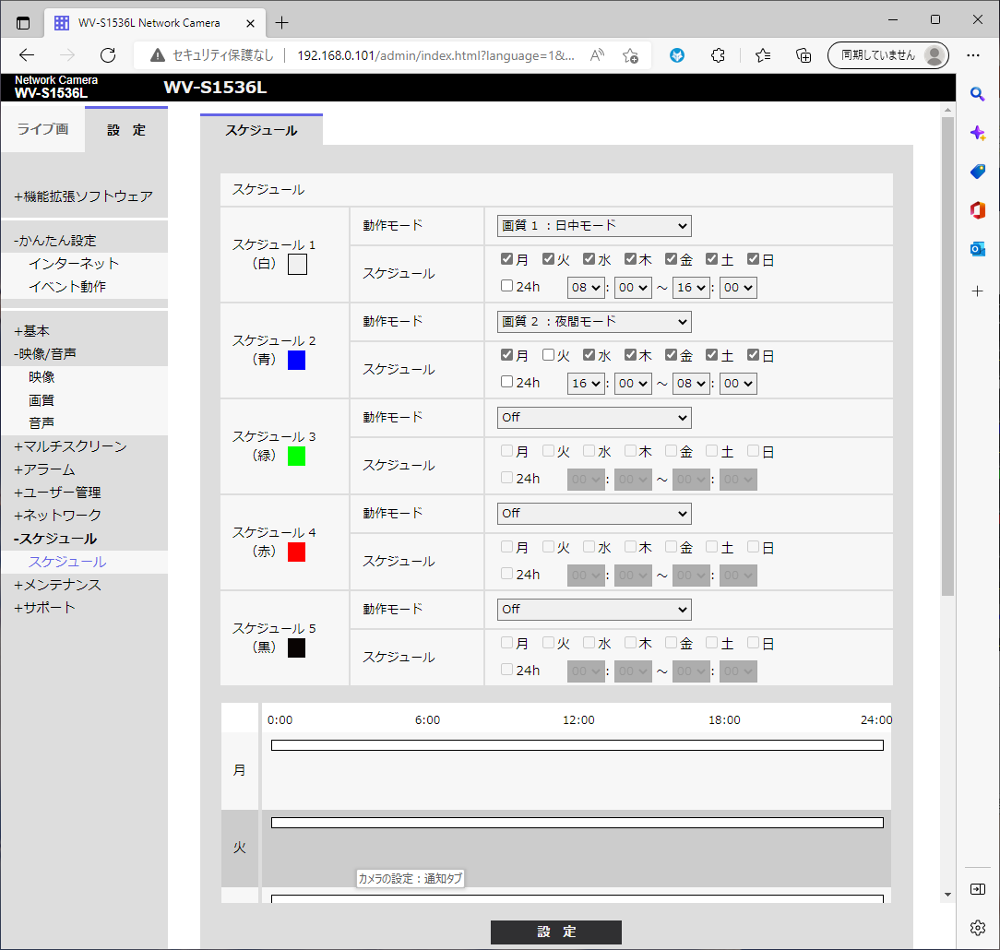 WV-S1536L Network Camera
セキュリティ保護なし
192.168.0.101/admin/index.html?language=1&...
同期していません
Network Camera
WV-S1536L
WV-S1536L
ライブ画
設 定
+機能拡張ソフトウェア
-かんたん設定
インターネット
イベント動作
+基本
-映像/音声
映像
画質
音声
+マルチスクリーン
+アラーム
+ユーザー管理
+ネットワーク
-スケジュール
スケジュール
+メンテナンス
+サポート
スケジュール
スケジュール
スケジュール 1
（白）
動作モード
画質 1 ：日中モード
スケジュール
月 火 水 木 金 土 日
24h 08 : 00 ～ 16 : 00
スケジュール 2
（青）
動作モード
画質 2 ：夜間モード
スケジュール
月 火 水 木 金 土 日
24h 16 : 00 ～ 08 : 00
スケジュール 3
（緑）
動作モード
Off
スケジュール
月 火 水 木 金 土 日
24h 00 : 00 ～ 00 : 00
スケジュール 4
（赤）
動作モード
Off
スケジュール
月 火 水 木 金 土 日
24h 00 : 00 ～ 00 : 00
スケジュール 5
（黒）
動作モード
Off
スケジュール
月 火 水 木 金 土 日
24h 00 : 00 ～ 00 : 00
0:00 6:00 12:00 18:00 24:00
月
火
カメラの設定：通知タブ
設 定